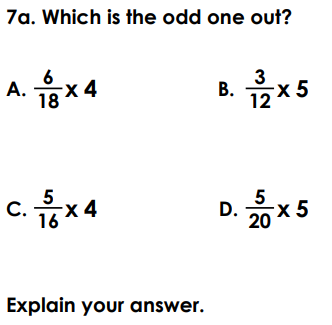 7a. Which is the odd one out?
A. 6/18 x 4
B. 3/12 x 5
C. 5/16 x 4
D. 5/20 x 5
Explain your answer.